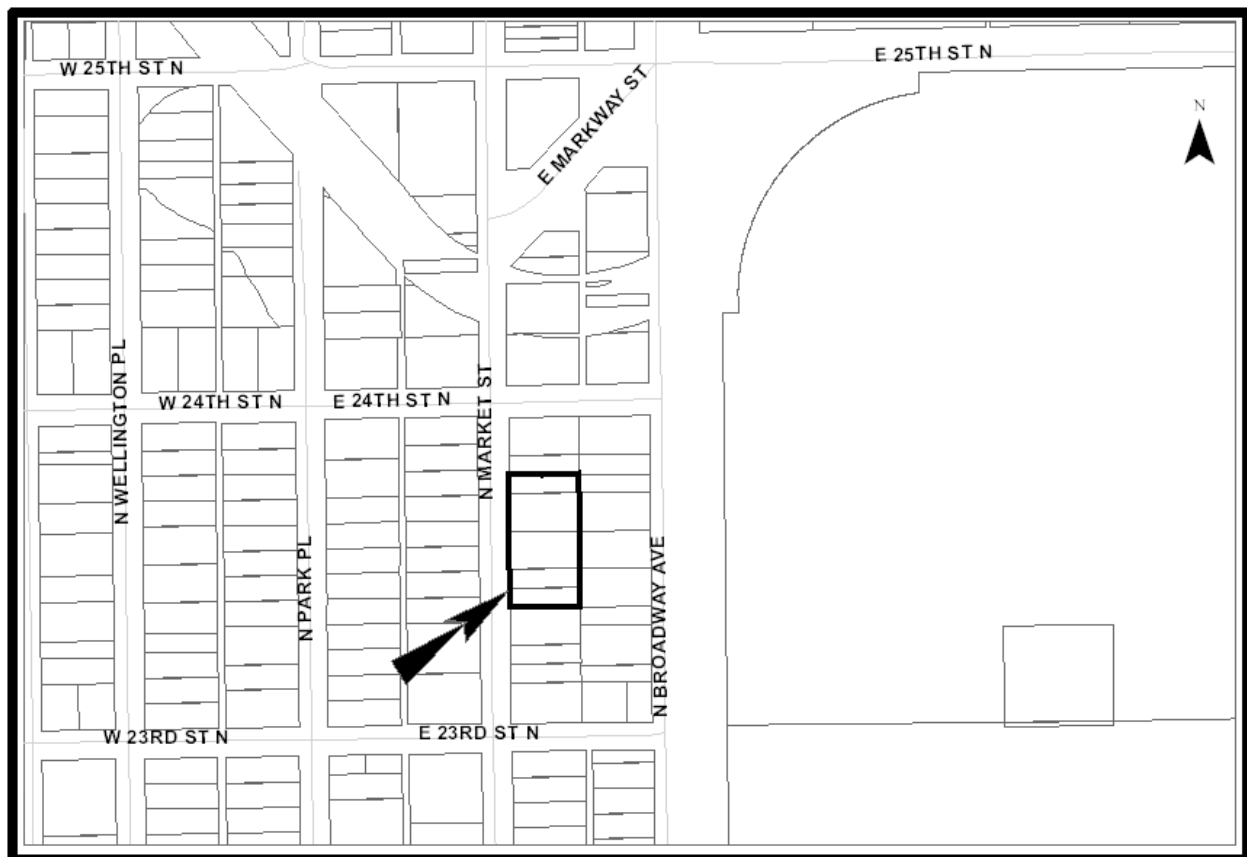 W 25TH ST N
E 25TH ST N
E MARKWAY ST
N
N WELLINGTON PL
W 24TH ST N
E 24TH ST N
N MARKET ST
N PARK PL
N BROADWAY AVE
W 23RD ST N
E 23RD ST N